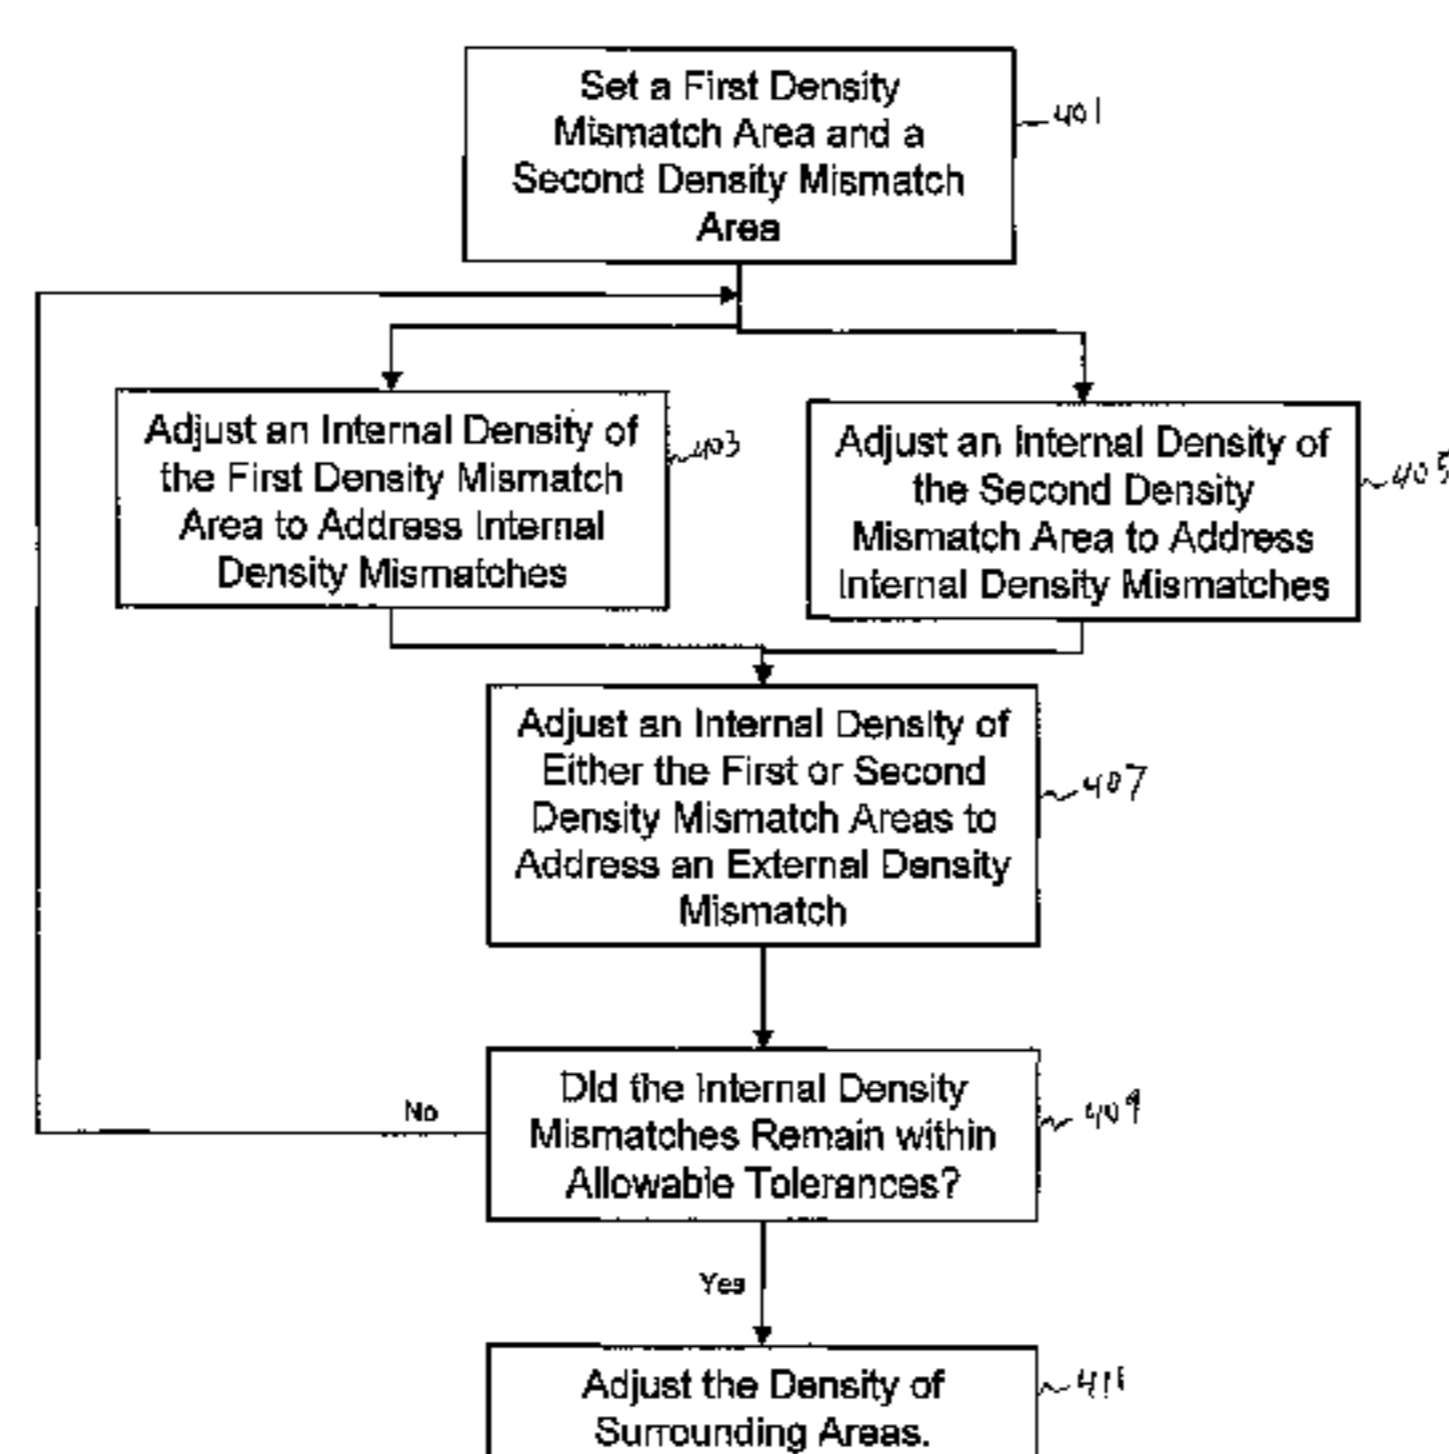 Set a First Density
Mismatch Area and a
Second Density Mismatch
Area
401
Adjust an Internal Density of
the First Density Mismatch
Area to Address Internal
Density Mismatches
403
Adjust an Internal Density of
the Second Density
Mismatch Area to Address
Internal Density Mismatches
405
Adjust an Internal Density of
Either the First or Second
Density Mismatch Areas to
Address an External Density
Mismatch
407
Did the Internal Density
Mismatches Remain within
Allowable Tolerances?
409
No
Yes
Adjust the Density of
Surrounding Areas.
411